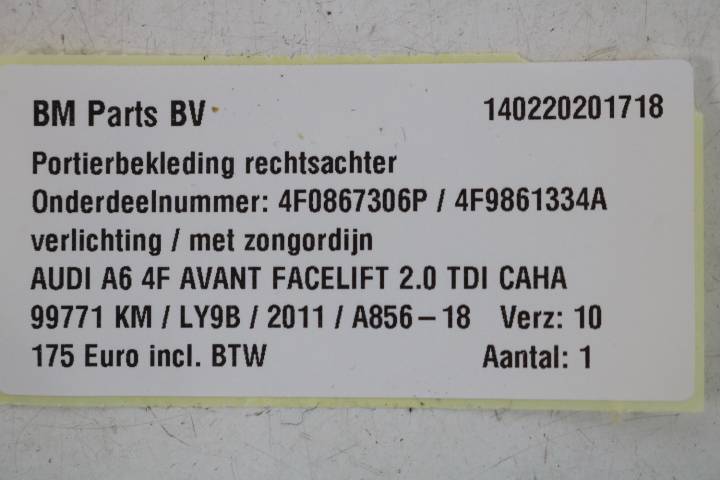 BM Parts BV 140220201718
Portierbekleding rechtsachter
Onderdeelnummer: 4F0867306P / 4F9861334A
verlichting / met zongordijn
AUDI A6 4F AVANT FACELIFT 2.0 TDI CAHA
99771 KM / LY9B / 2011 / A856-18 Verz: 10
175 Euro incl. BTW Aantal: 1